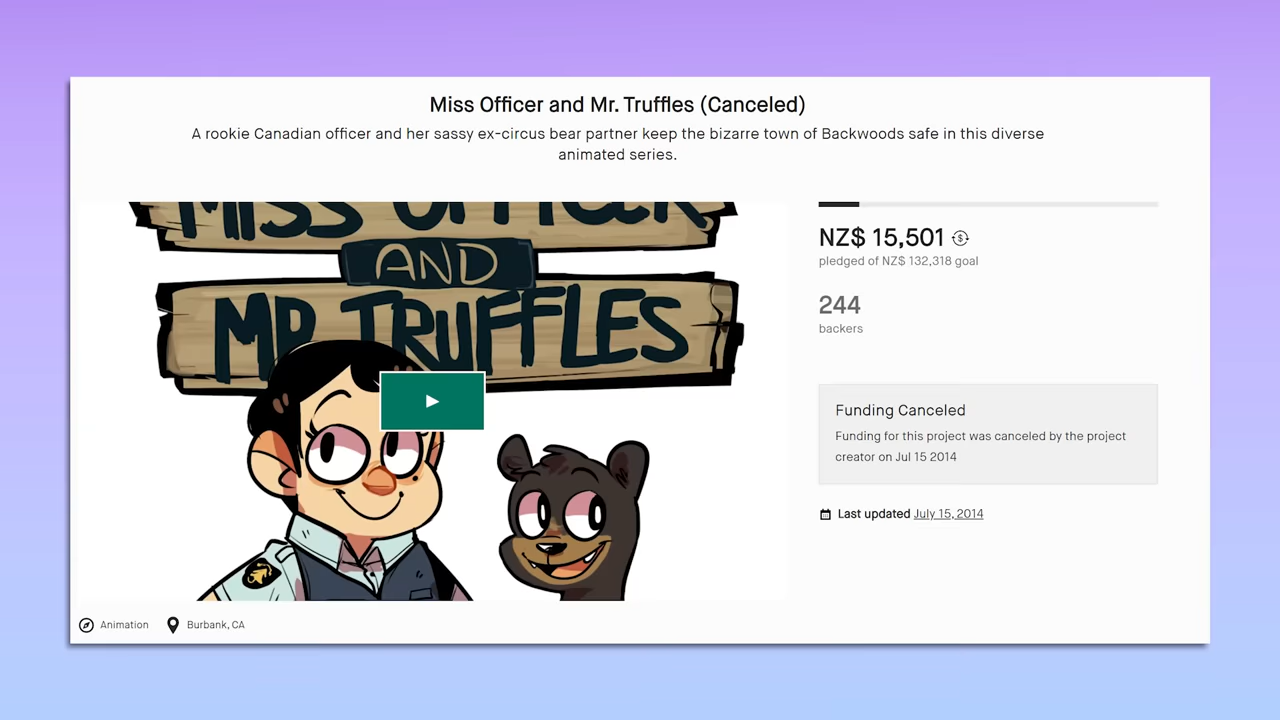 Miss Officer and Mr. Truffles (Canceled)
A rookie Canadian officer and her sassy ex-circus bear partner keep the bizarre town of Backwoods safe in this diverse
animated series.
MISS OFFICER
AND
MR. TRUFFLES
NZ$ 15,501
pledged of NZ$ 132,318 goal
244
backers
Funding Canceled
Funding for this project was canceled by the project
creator on Jul 15 2014
Last updated July 15, 2014
Animation
Burbank, CA